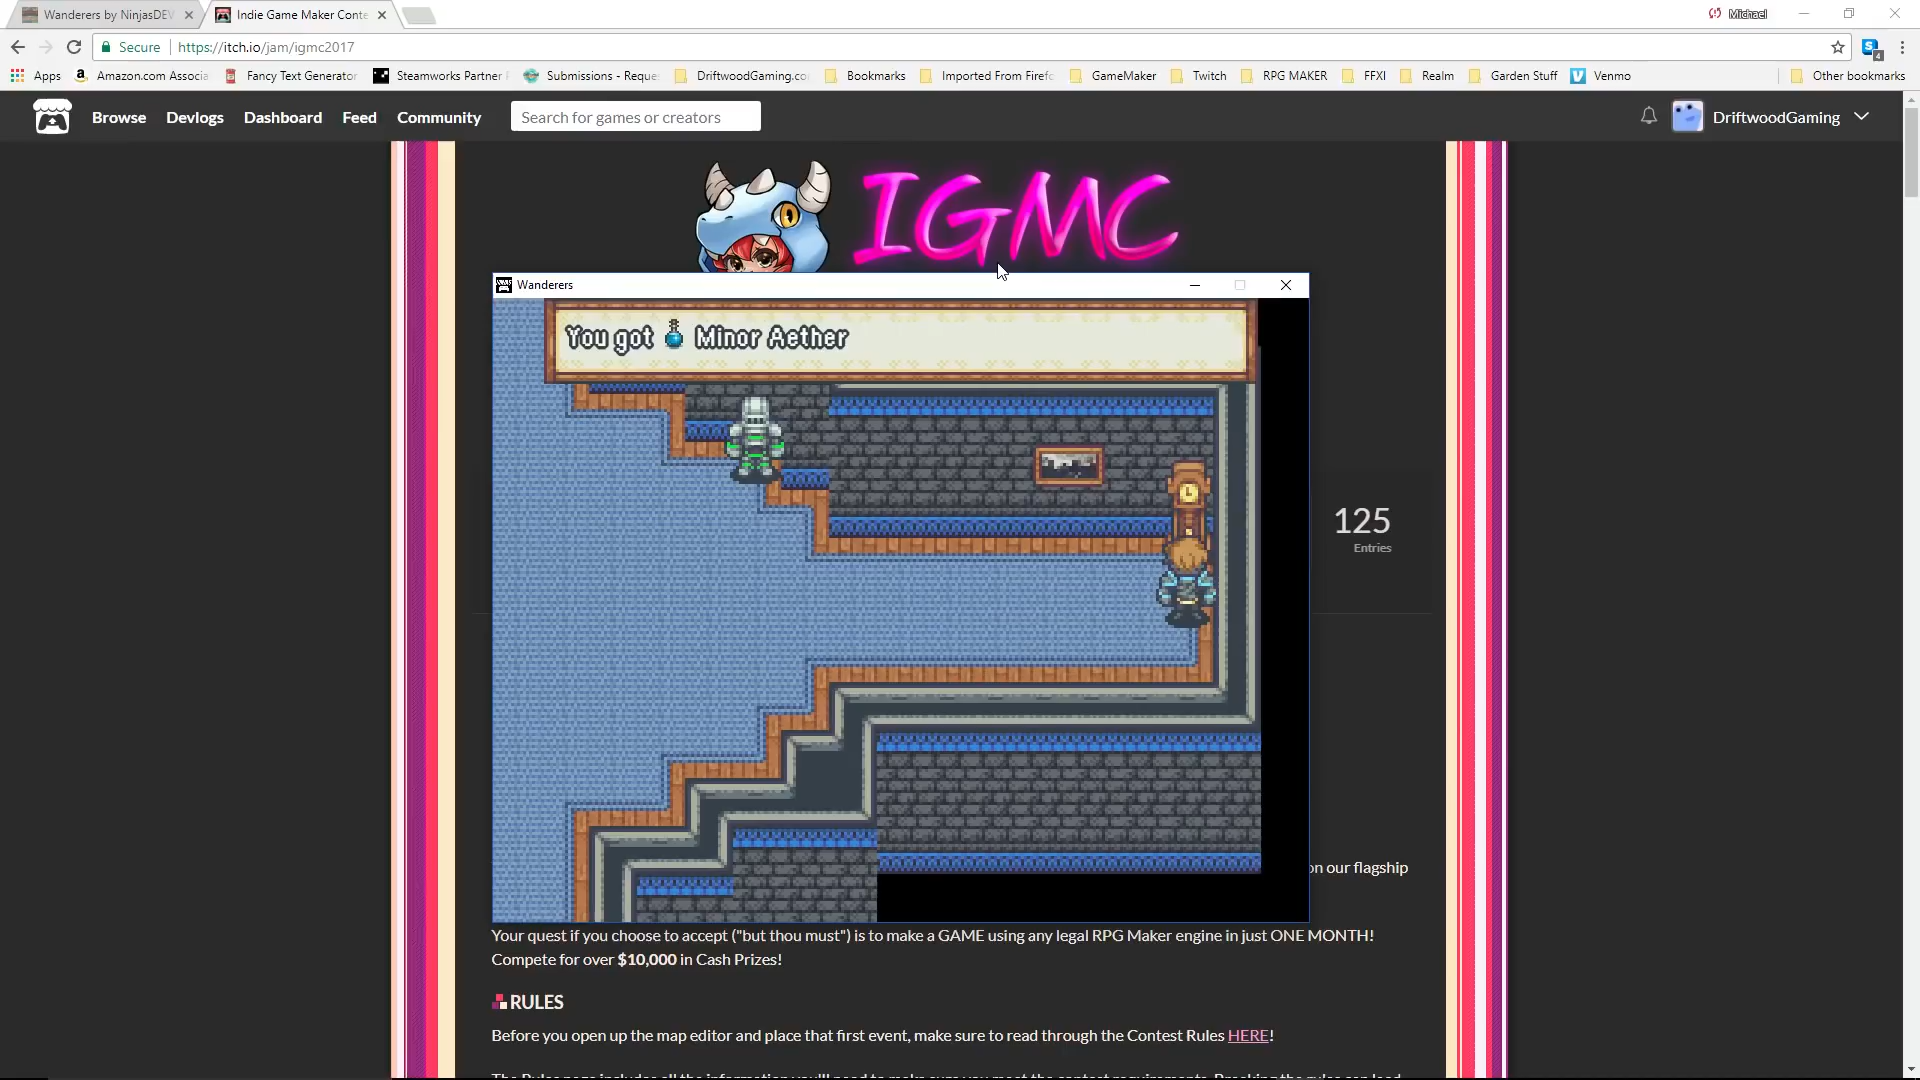 Wanderers by NinjasDEV
Indie Game Maker Conte
Michael
Secure
https://itch.io/jam/igmc2017
4
Apps
Amazon.com Associa
Fancy Text Generator
Steamworks Partner
Submissions - Reque
DriftwoodGaming.co
Bookmarks
Imported From Firefo
GameMaker
Twitch
RPG MAKER
FFXI
Realm
Garden Stuff
Venmo
Other bookmarks
Browse
Devlogs
Dashboard
Feed
Community
Search for games or creators
DriftwoodGaming
IGMC
Wanderers
You got Minor Aether
125
Entries
on our flagship
Your quest if you choose to accept ("but thou must") is to make a GAME using any legal RPG Maker engine in just ONE MONTH!
Compete for over $10,000 in Cash Prizes!
RULES
Before you open up the map editor and place that first event, make sure to read through the Contest Rules HERE!